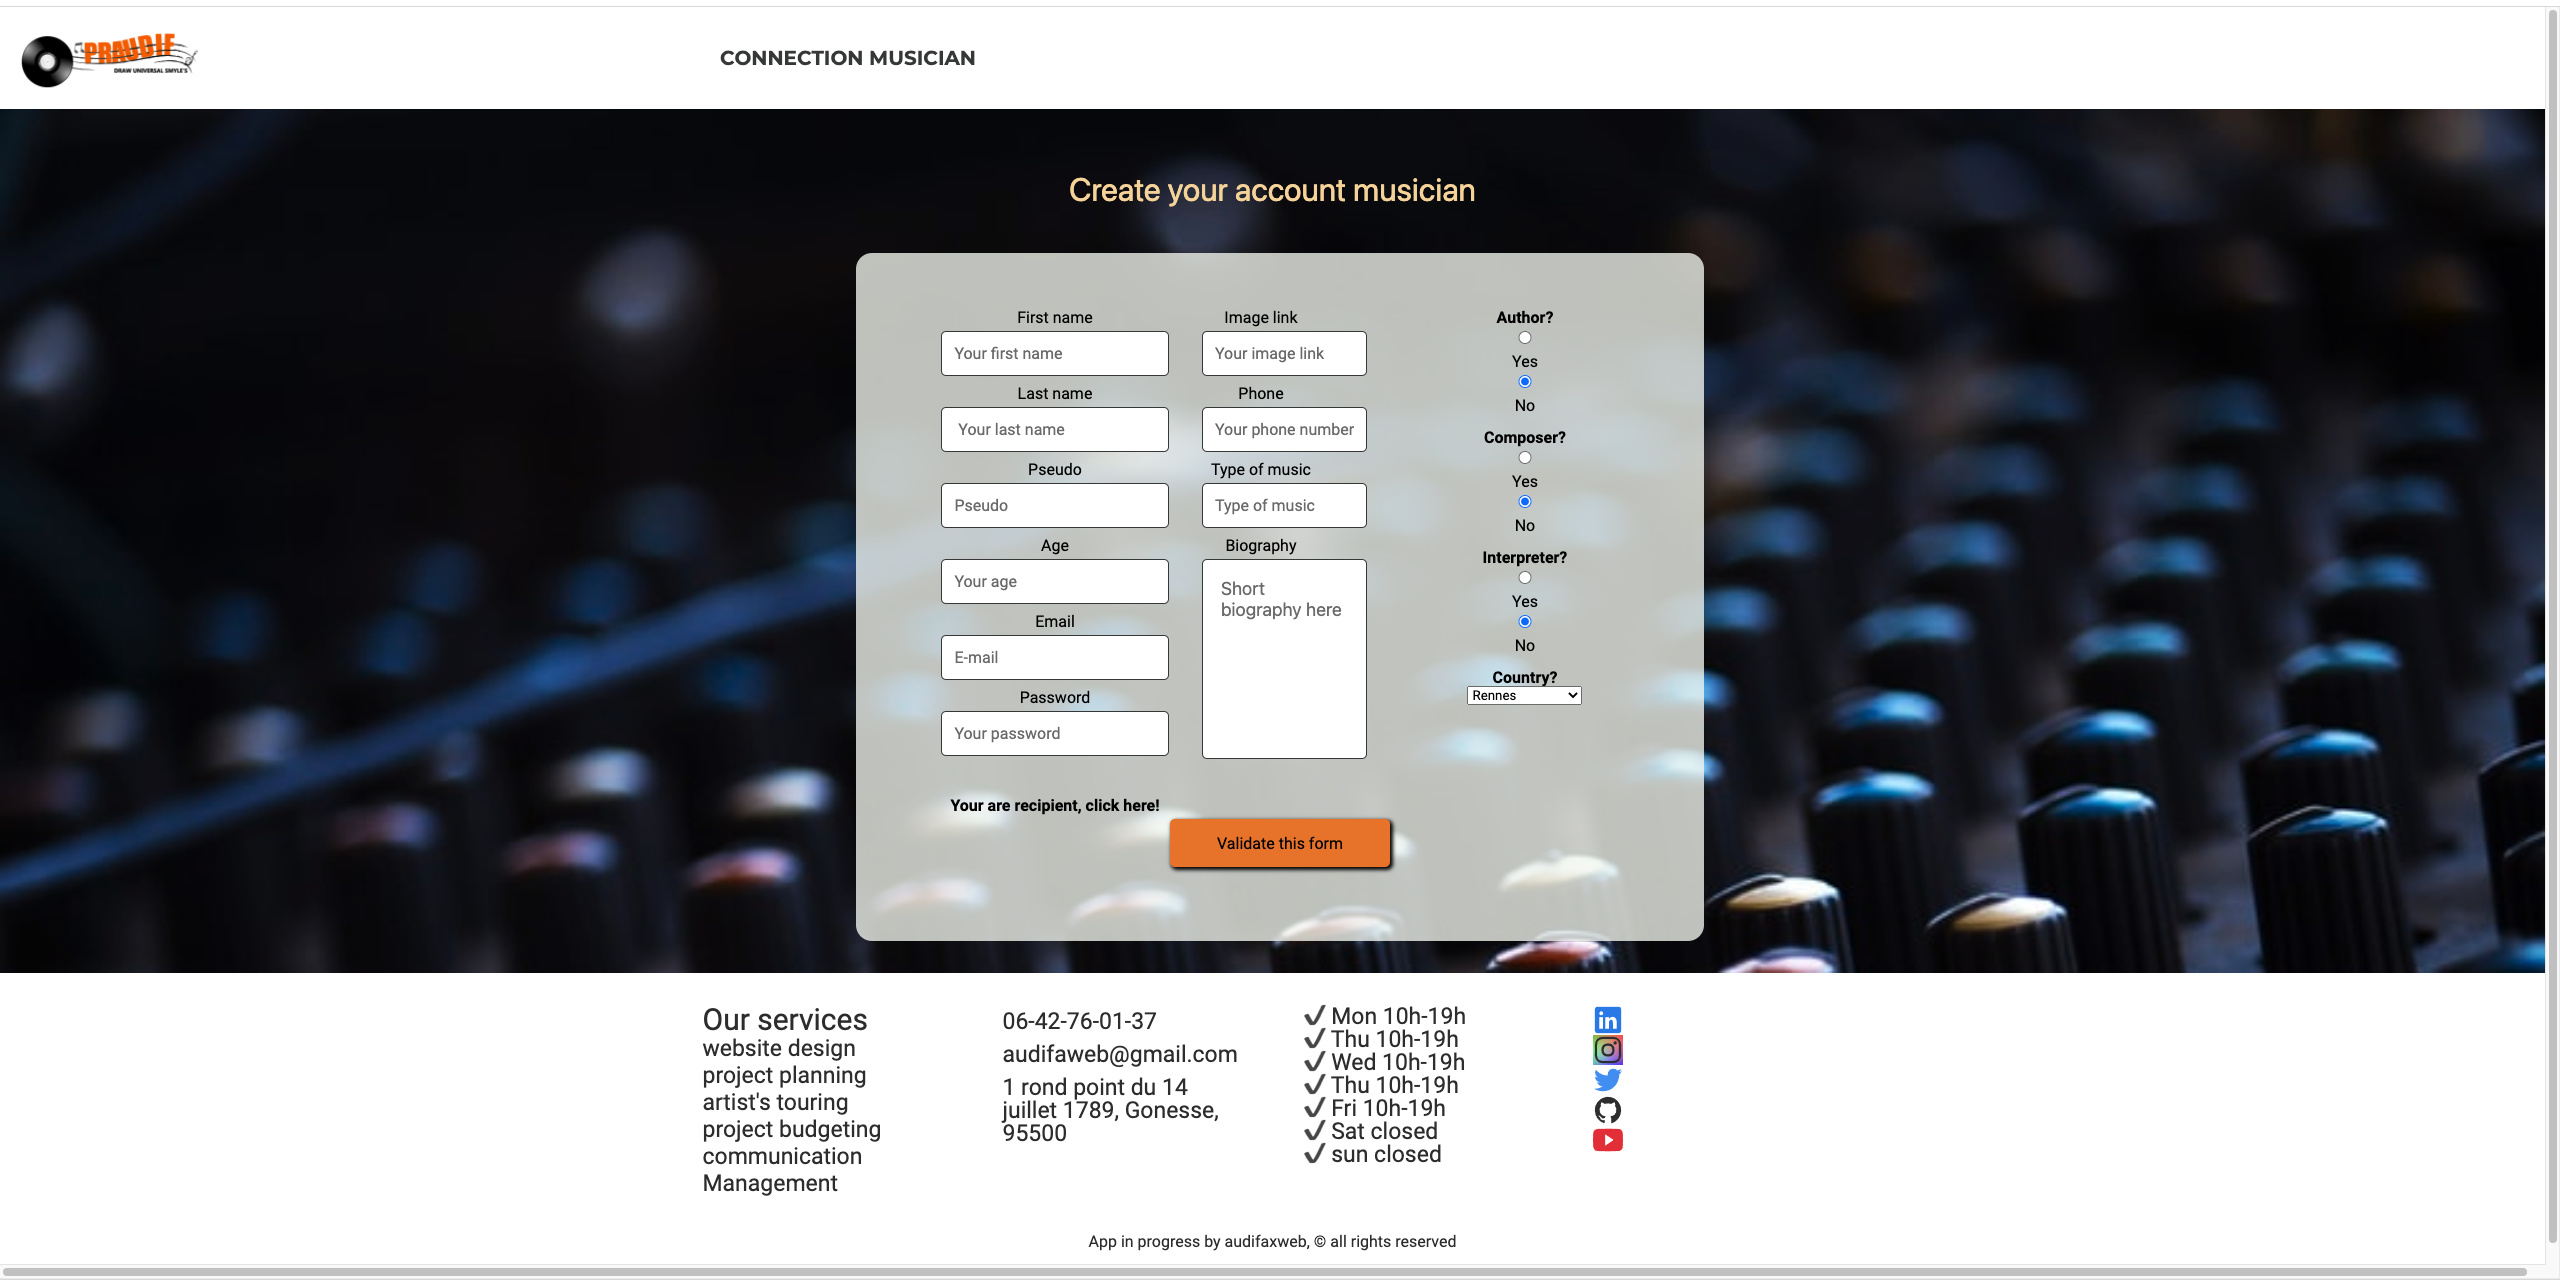 PRAUDIF
DRAW UNIVERSAL SMYLE'S
CONNECTION MUSICIAN
Create your account musician
First name
Your first name
Last name
Your last name
Pseudo
Pseudo
Age
Your age
Email
E-mail
Password
Your password
Image link
Your image link
Phone
Your phone number
Type of music
Type of music
Biography
Short
biography here
Author?
Yes
No
Composer?
Yes
No
Interpreter?
Yes
No
Country?
Rennes
Your are recipient, click here!
Validate this form
Our services
website design
project planning
artist's touring
project budgeting
communication
Management
06-42-76-01-37
audifaweb@gmail.com
1 rond point du 14
juillet 1789, Gonesse,
95500
✔ Mon 10h-19h
✔ Thu 10h-19h
✔ Wed 10h-19h
✔ Thu 10h-19h
✔ Fri 10h-19h
✔ Sat closed
✔ sun closed
in
App in progress by audifaxweb, © all rights reserved